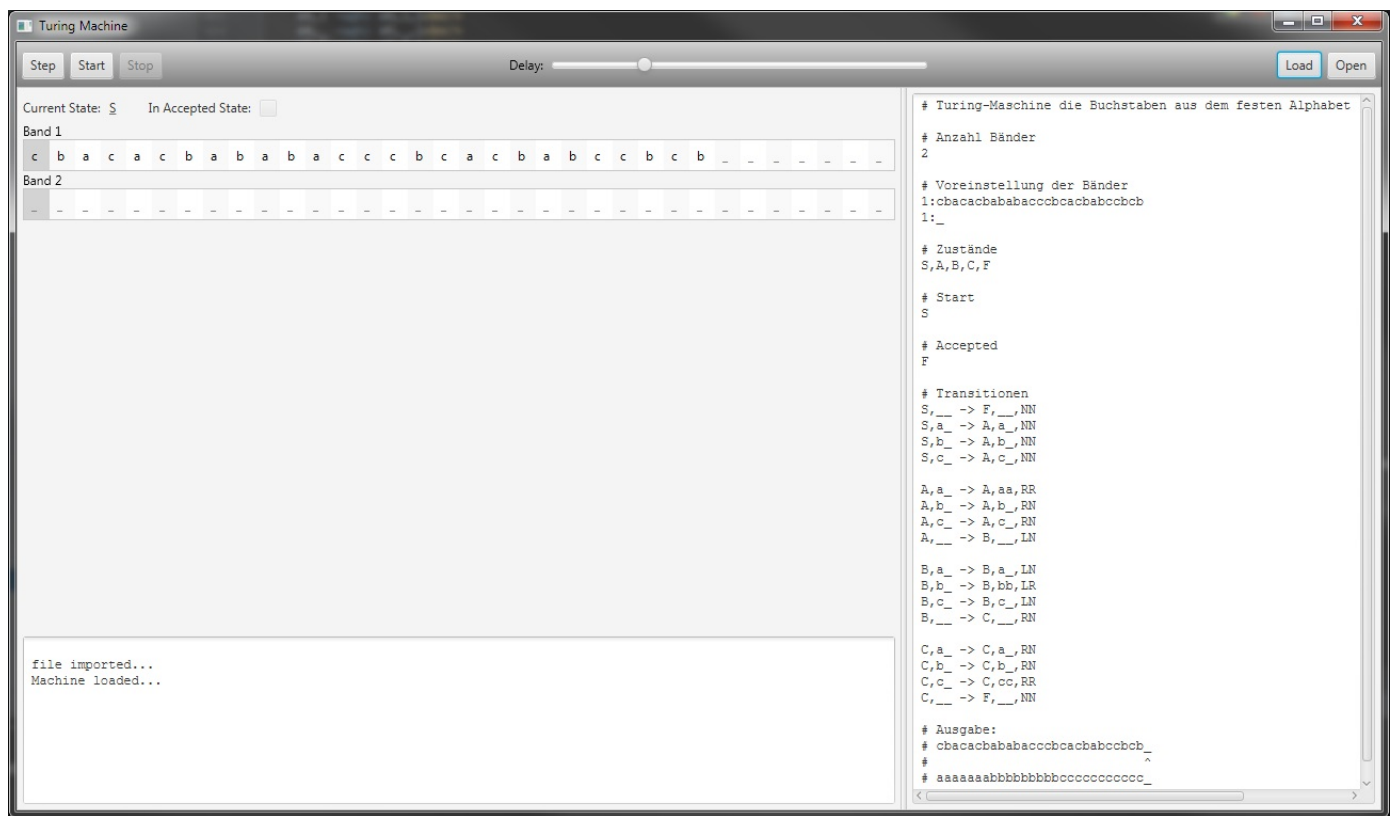 Turing Machine
Step Start Stop Delay: Load Open
Current State: S In Accepted State:
Band 1
c b a c a c b a b a b a c c c b c a c b a b c c b c b _ _ _ _ _ _ _
Band 2
_ _ _ _ _ _ _ _ _ _ _ _ _ _ _ _ _ _ _ _ _ _ _ _ _ _ _ _ _ _ _ _ _ _
file imported...
Machine loaded...
# Turing-Maschine die Buchstaben aus dem festen Alphabet
# Anzahl Bänder
2
# Voreinstellung der Bänder
1:cbacacbababacccbcacbabccbcb
1:_
# Zustände
S,A,B,C,F
# Start
S
# Accepted
F
# Transitionen
S,__ -> F,__,NN
S,a_ -> A,a_,NN
S,b_ -> A,b_,NN
S,c_ -> A,c_,NN
A,a_ -> A,aa,RR
A,b_ -> A,b_,RN
A,c_ -> A,c_,RN
A,__ -> B,__,LN
B,a_ -> B,a_,LN
B,b_ -> B,bb,LR
B,c_ -> B,c_,LN
B,__ -> C,__,RN
C,a_ -> C,a_,RN
C,b_ -> C,b_,RN
C,c_ -> C,cc,RR
C,__ -> F,__,NN
# Ausgabe:
# cbacacbababacccbcacbabccbcb_
# ^
# aaaaaaabbbbbbbbbccccccccccc_